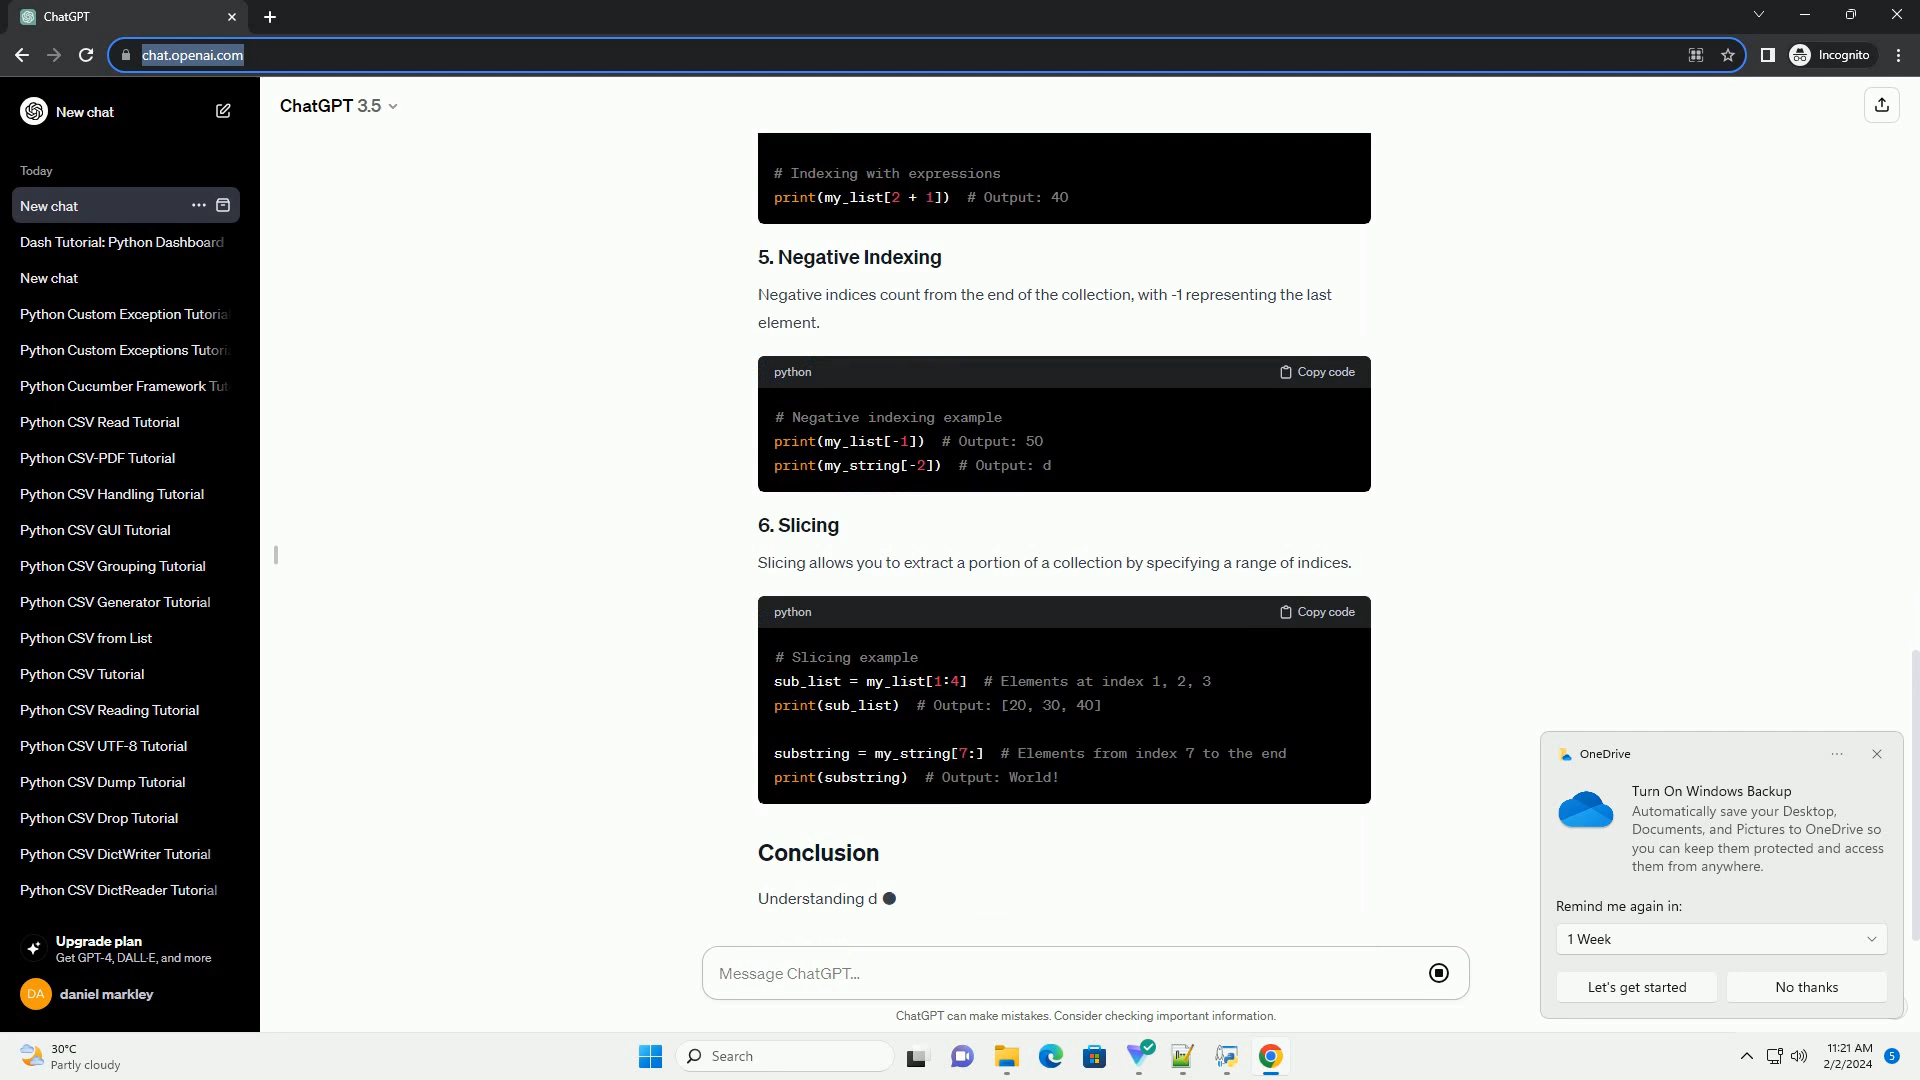 ChatGPT
chat.openai.com
Incognito
New chat
ChatGPT 3.5
Today
New chat
Dash Tutorial: Python Dashboard
New chat
Python Custom Exception Tutorial
Python Custom Exceptions Tutori
Python Cucumber Framework Tut
Python CSV Read Tutorial
Python CSV-PDF Tutorial
Python CSV Handling Tutorial
Python CSV GUI Tutorial
Python CSV Grouping Tutorial
Python CSV Generator Tutorial
Python CSV from List
Python CSV Tutorial
Python CSV Reading Tutorial
Python CSV UTF-8 Tutorial
Python CSV Dump Tutorial
Python CSV Drop Tutorial
Python CSV DictWriter Tutorial
Python CSV DictReader Tutorial
Upgrade plan
Get GPT-4, DALL·E, and more
DA daniel markley
# Indexing with expressions
print(my_list[2 + 1])  # Output: 40
5. Negative Indexing
Negative indices count from the end of the collection, with -1 representing the last
element.
python Copy code
# Negative indexing example
print(my_list[-1])  # Output: 50
print(my_string[-2])  # Output: d
6. Slicing
Slicing allows you to extract a portion of a collection by specifying a range of indices.
python Copy code
# Slicing example
sub_list = my_list[1:4]  # Elements at index 1, 2, 3
print(sub_list)  # Output: [20, 30, 40]
substring = my_string[7:]  # Elements from index 7 to the end
print(substring)  # Output: World!
Conclusion
Understanding d
Message ChatGPT...
ChatGPT can make mistakes. Consider checking important information.
OneDrive
Turn On Windows Backup
Automatically save your Desktop,
Documents, and Pictures to OneDrive so
you can keep them protected and access
them from anywhere.
Remind me again in:
1 Week
Let's get started
No thanks
30°C
Partly cloudy
Search
11:21 AM
2/2/2024
5